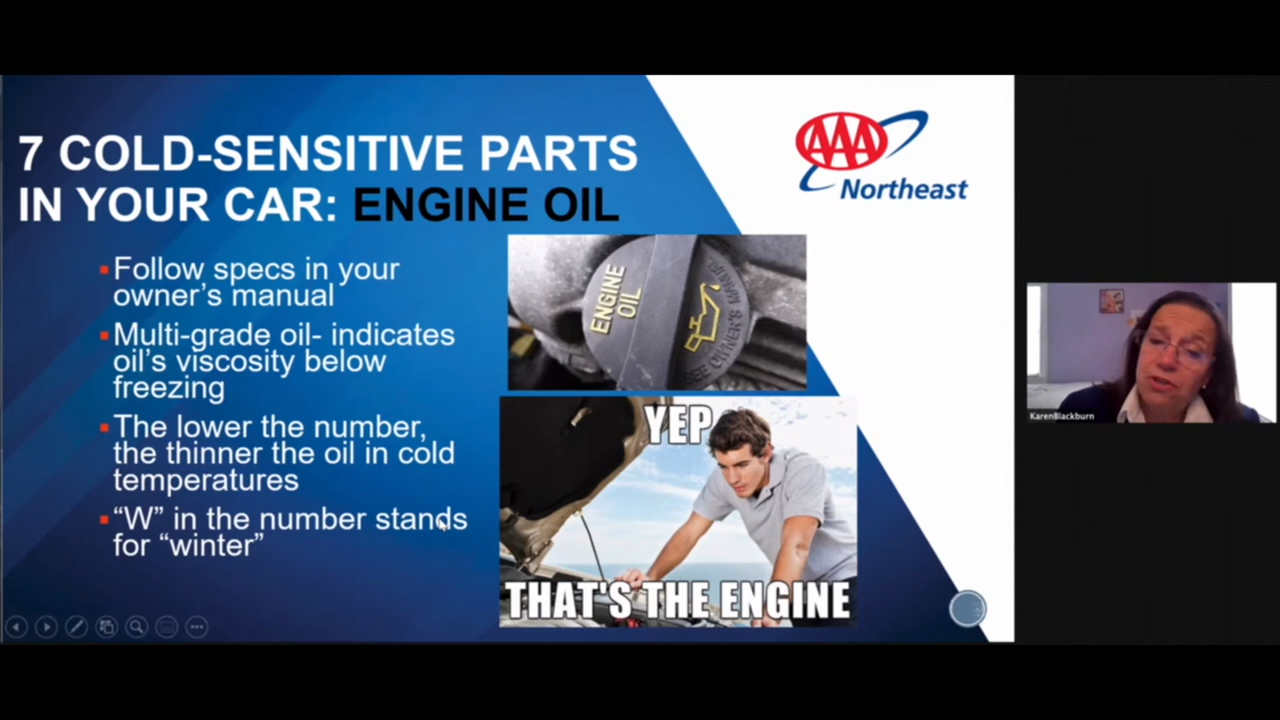 7 COLD-SENSITIVE PARTS
IN YOUR CAR: ENGINE OIL
AAA
Northeast
Follow specs in your
owner's manual
Multi-grade oil- indicates
oil's viscosity below
freezing
The lower the number,
the thinner the oil in cold
temperatures
“W” in the number stands
for “winter”
ENGINE
OIL
SEE OWNER'S MANUAL
YEP
THAT'S THE ENGINE
KarenBlackburn